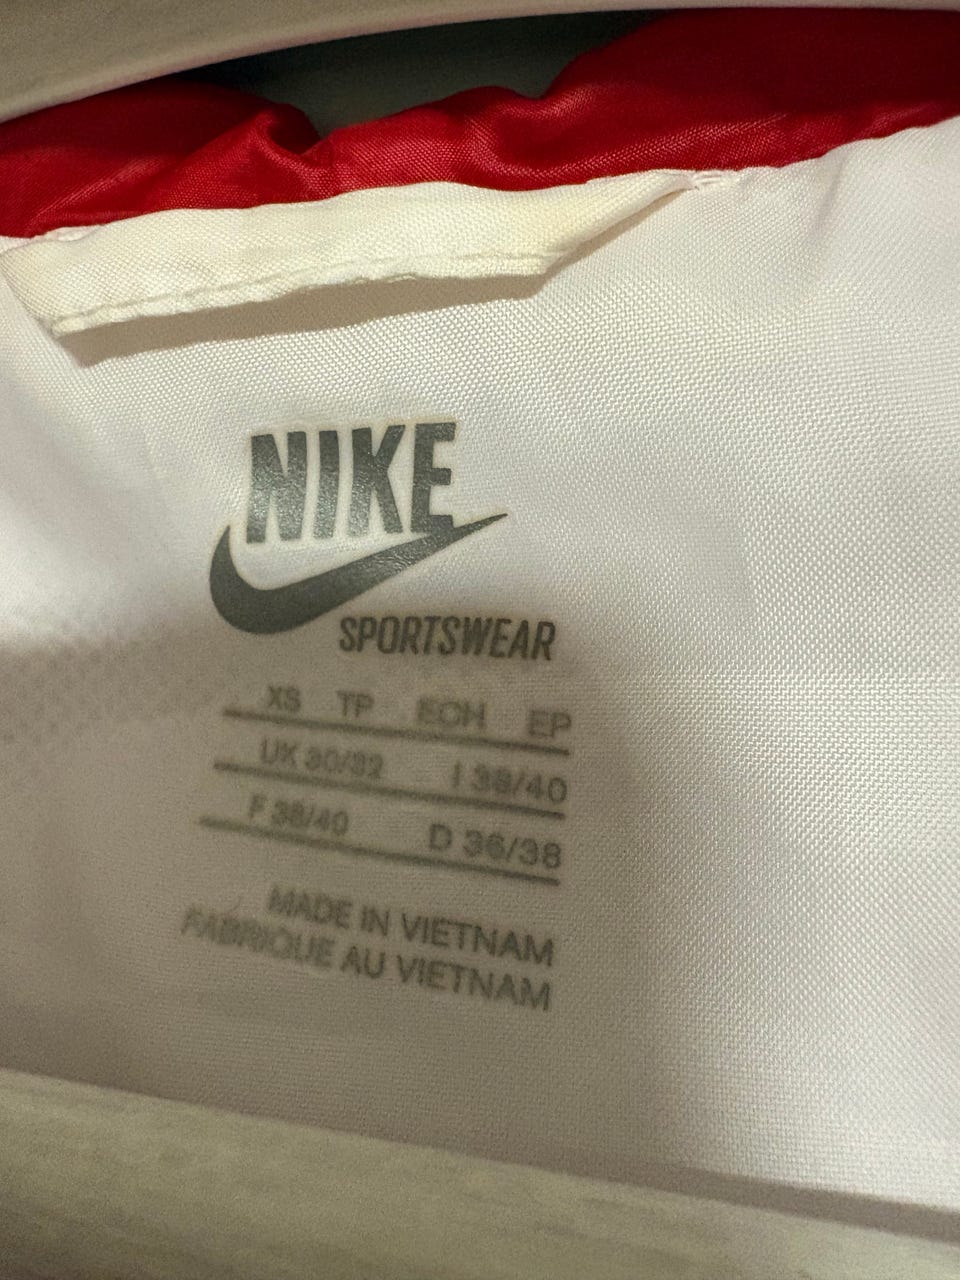 NIKE
SPORTSWEAR
XS TP ECH EP
UK 30/32 I 38/40
F 38/40 D 36/38
MADE IN VIETNAM
FABRIQUE AU VIETNAM